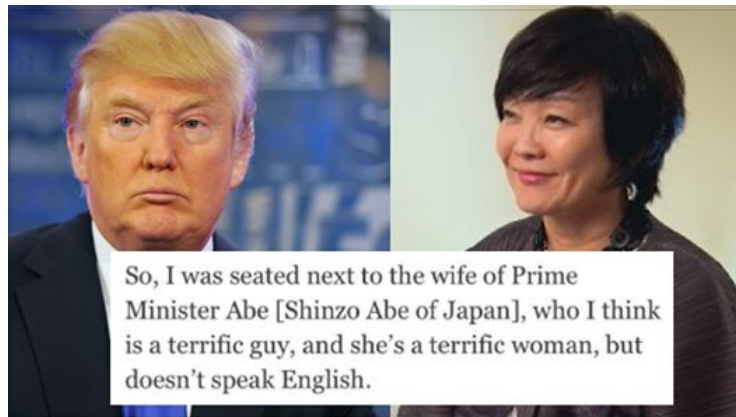 So, I was seated next to the wife of Prime
Minister Abe [Shinzo Abe of Japan], who I think
is a terrific guy, and she’s a terrific woman, but
doesn’t speak English.